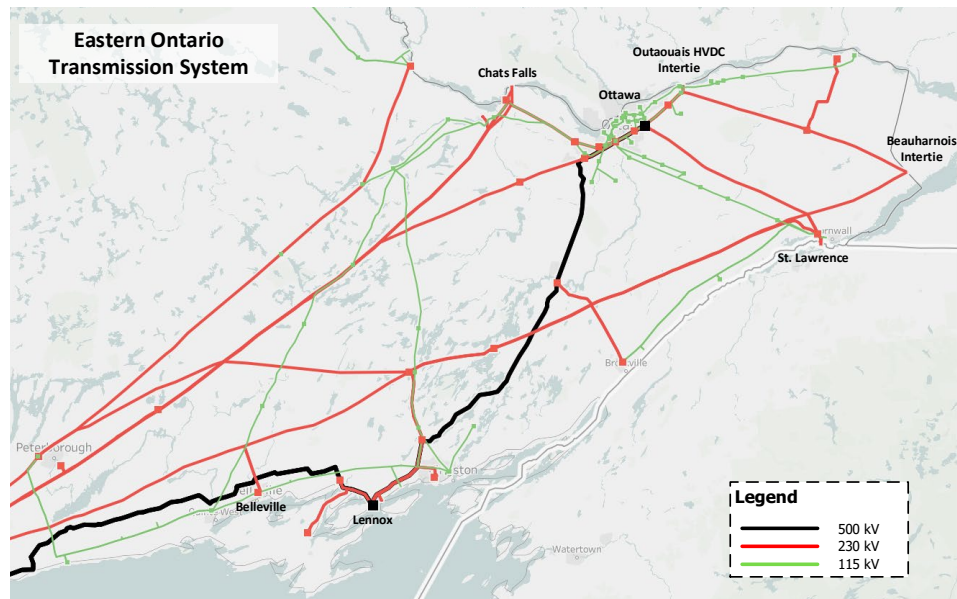 Eastern Ontario
Transmission System
Outaouais HVDC
Intertie
Chats Falls
Ottawa
Beauharnois
Intertie
St. Lawrence
Peterborough
Belleville
Lennox
Watertown
Legend
500 kV
230 kV
115 kV